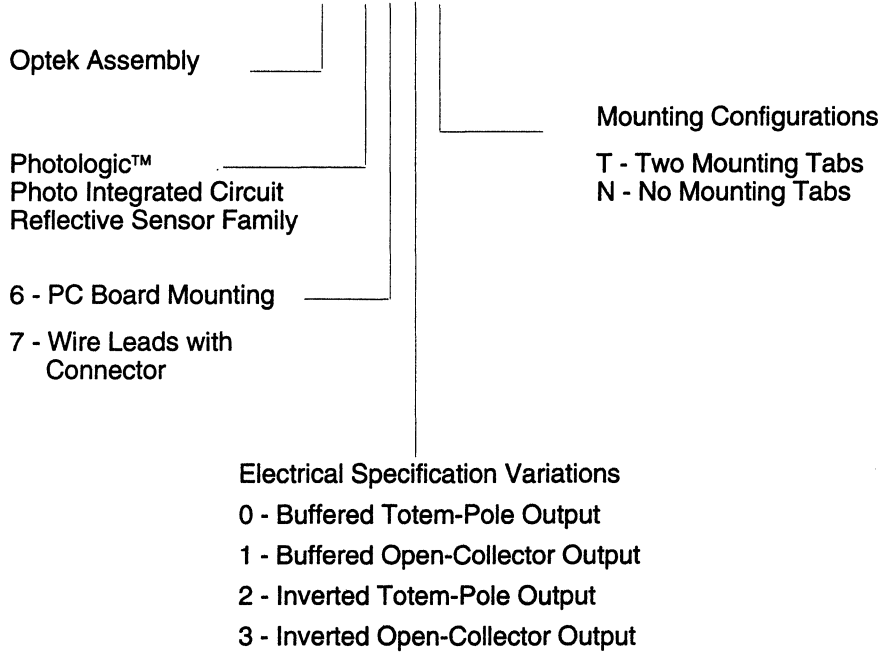 Optek Assembly
Mounting Configurations
T - Two Mounting Tabs
N - No Mounting Tabs
Photologic™
Photo Integrated Circuit
Reflective Sensor Family
6 - PC Board Mounting
7 - Wire Leads with
Connector
Electrical Specification Variations
0 - Buffered Totem-Pole Output
1 - Buffered Open-Collector Output
2 - Inverted Totem-Pole Output
3 - Inverted Open-Collector Output